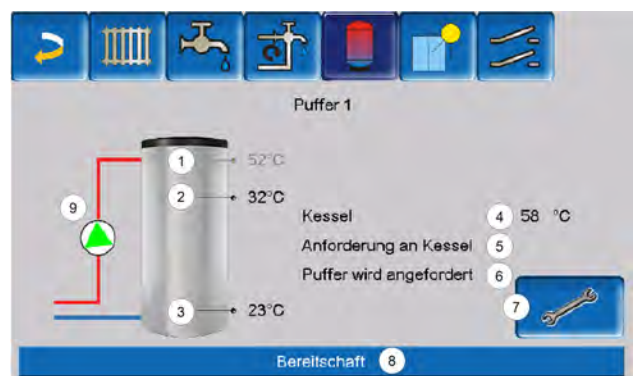 Puffer 1
1 52°C
2 32°C
9
Kessel 4 58 °C
Anforderung an Kessel 5
Puffer wird angefordert 6
7
3 23°C
Bereitschaft 8